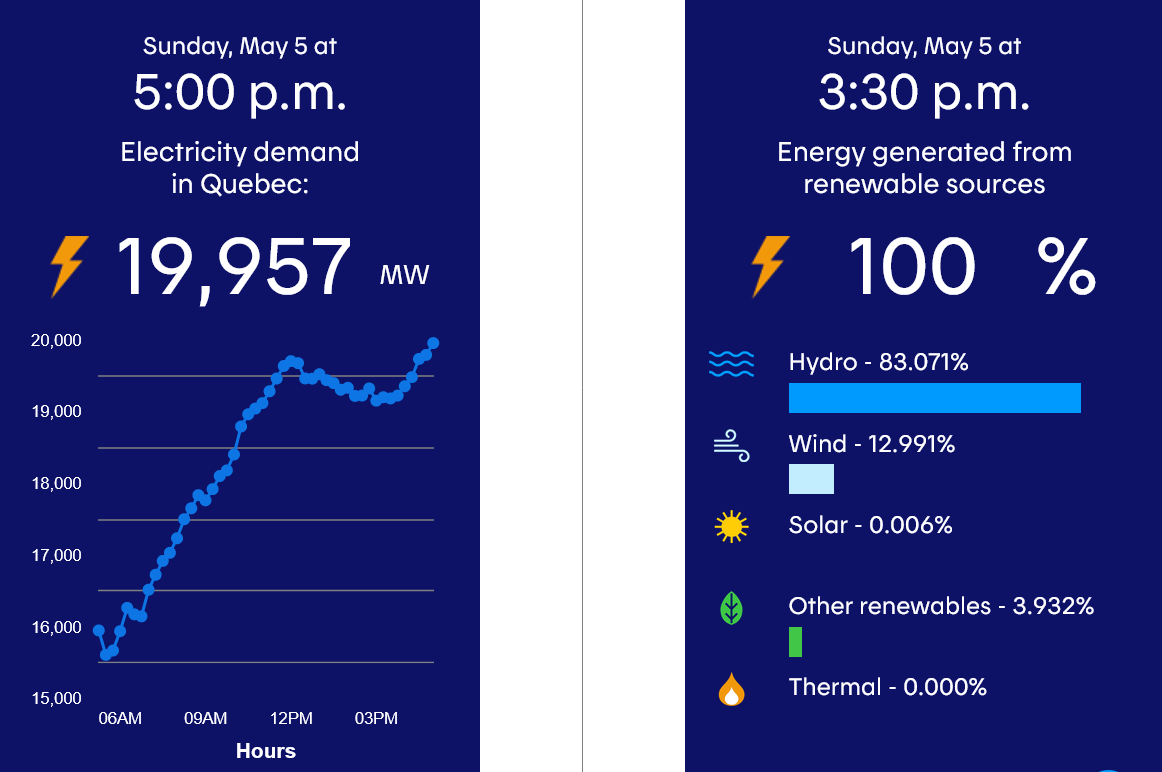 Sunday, May 5 at
5:00 p.m.
Electricity demand
in Quebec:
19,957 MW
20,000
19,000
18,000
17,000
16,000
15,000
06AM 09AM 12PM 03PM
Hours
Sunday, May 5 at
3:30 p.m.
Energy generated from
renewable sources
100 %
Hydro - 83.071%
Wind - 12.991%
Solar - 0.006%
Other renewables - 3.932%
Thermal - 0.000%